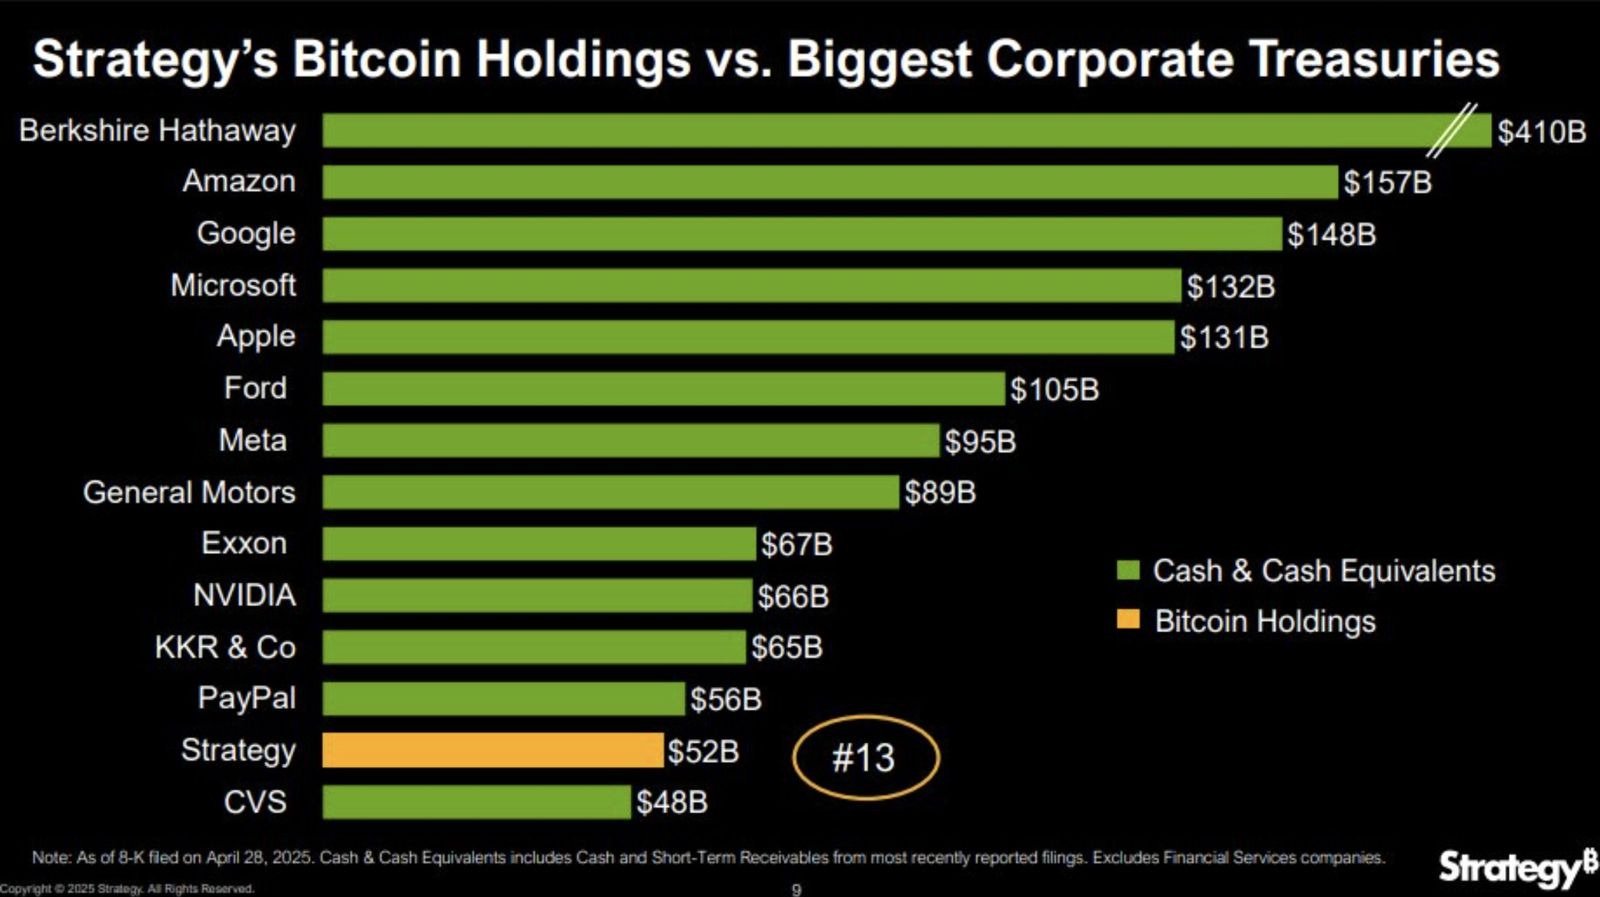 Strategy's Bitcoin Holdings vs. Biggest Corporate Treasuries
Berkshire Hathaway $410B
Amazon $157B
Google $148B
Microsoft $132B
Apple $131B
Ford $105B
Meta $95B
General Motors $89B
Exxon $67B
NVIDIA $66B
KKR & Co $65B
PayPal $56B
Strategy $52B #13
CVS $48B
Cash & Cash Equivalents
Bitcoin Holdings
Note: As of 8-K filed on April 28, 2025. Cash & Cash Equivalents includes Cash and Short-Term Receivables from most recently reported filings. Excludes Financial Services companies.
Strategy₿
Copyright © 2025 Strategy. All Rights Reserved.
9